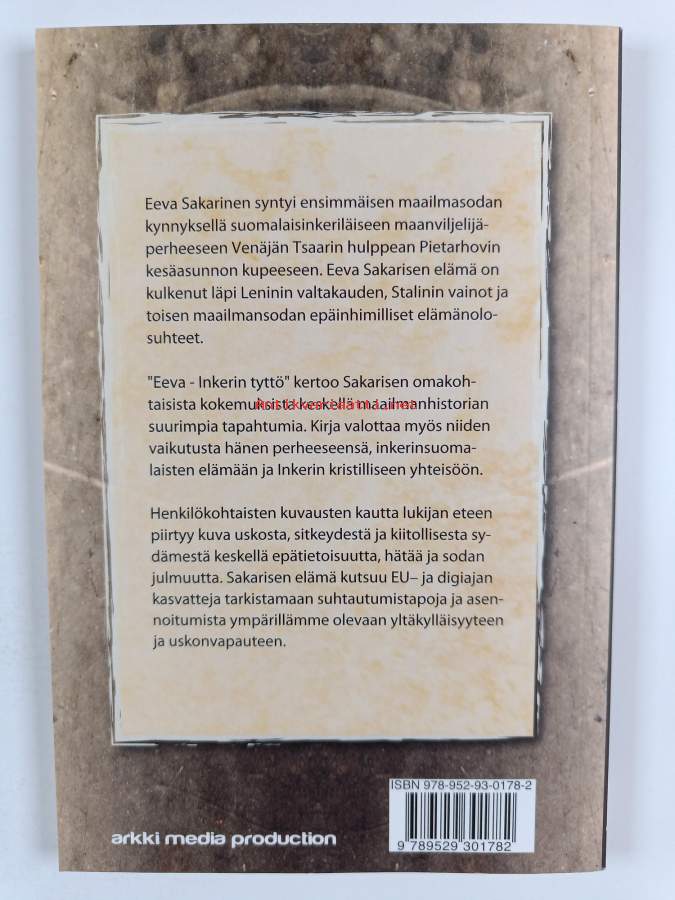 Eeva Sakarinen syntyi ensimmäisen maailmasodan
kynnyksellä suomalaisinkeriläiseen maanviljelijä-
perheeseen Venäjän Tsaarin hulppean Pietarhovin
kesäasunnon kupeeseen. Eeva Sakarisen elämä on
kulkenut läpi Leninin valtakauden, Stalinin vainot ja
toisen maailmansodan epäinhimilliset elämänolo-
suhteet.
"Eeva - Inkerin tyttö" kertoo Sakarisen omakoh-
taisista kokemuksista keskellä maailmanhistorian
suurimpia tapahtumia. Kirja valottaa myös niiden
vaikutusta hänen perheeseensä, inkerinsuoma-
laisten elämään ja Inkerin kristilliseen yhteisöön.
Henkilökohtaisten kuvausten kautta lukijan eteen
piirtyy kuva uskosta, sitkeydestä ja kiitollisesta sy-
dämestä keskellä epätietoisuutta, hätää ja sodan
julmuutta. Sakarisen elämä kutsuu EU– ja digiajan
kasvatteja tarkistamaan suhtautumistapoja ja asen-
noitumista ympärillämme olevaan yltäkylläisyyteen
ja uskonvapauteen.
ISBN 978-952-93-0178-2
9 789529 301782
arkki media production